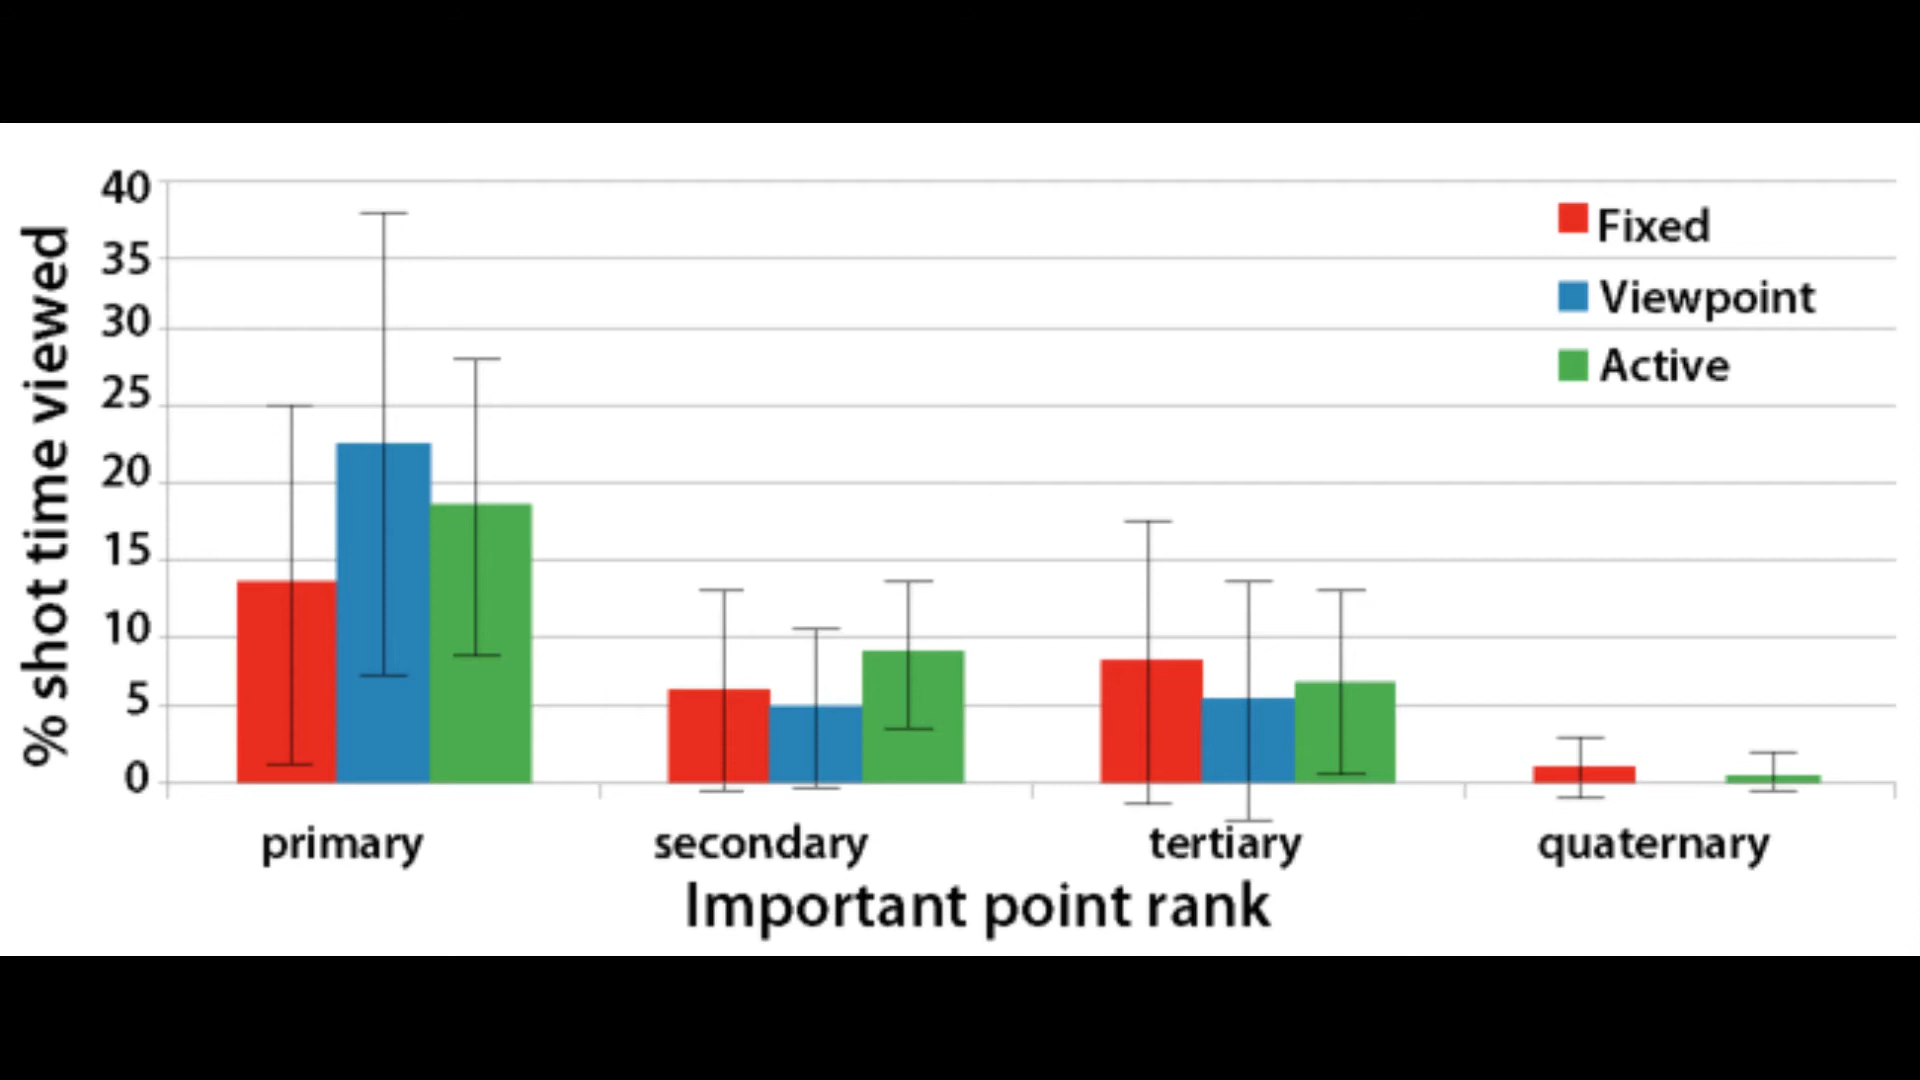 % shot time viewed
40
35
30
25
20
15
10
5
0
Fixed
Viewpoint
Active
primary
secondary
tertiary
quaternary
Important point rank